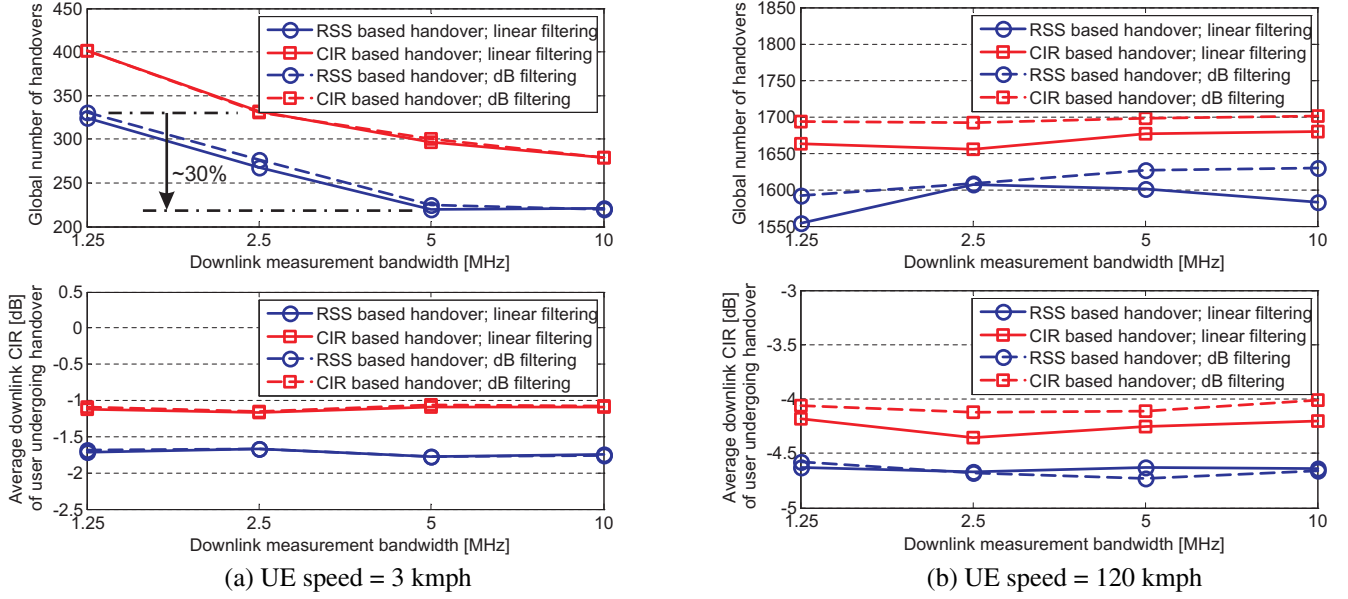 450
400
350
300
250
200
Global number of handovers
RSS based handover; linear filtering
CIR based handover; linear filtering
RSS based handover; dB filtering
CIR based handover; dB filtering
~30%
1.25 2.5 5 10
Downlink measurement bandwidth [MHz]
0.5
0
-0.5
-1
-1.5
-2
-2.5
Average downlink CIR [dB]
of user undergoing handover
RSS based handover; linear filtering
CIR based handover; linear filtering
RSS based handover; dB filtering
CIR based handover; dB filtering
1.25 2.5 5 10
Downlink measurement bandwidth [MHz]
(a) UE speed = 3 kmph
1850
1800
1750
1700
1650
1600
1550
Global number of handovers
RSS based handover; linear filtering
CIR based handover; linear filtering
RSS based handover; dB filtering
CIR based handover; dB filtering
1.25 2.5 5 10
Downlink measurement bandwidth [MHz]
-3
-3.5
-4
-4.5
-5
Average downlink CIR [dB]
of user undergoing handover
RSS based handover; linear filtering
CIR based handover; linear filtering
RSS based handover; dB filtering
CIR based handover; dB filtering
1.25 2.5 5 10
Downlink measurement bandwidth [MHz]
(b) UE speed = 120 kmph